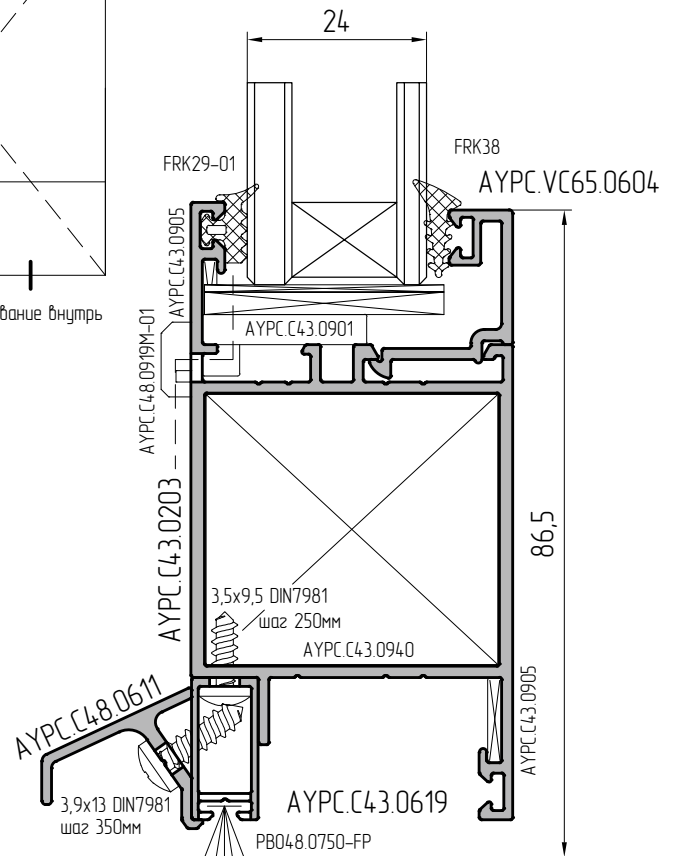 24
FRK29-01
FRK38
AYPC.VC65.0604
AYPC.C43.0905
вание внутрь
AYPC.C43.0901
AYPC.C48.0919M-01
AYPC.C43.0203
86,5
3,5x9,5 DIN7981
шаг 250мм
AYPC.C43.0940
AYPC.C48.0611
AYPC.C43.0905
3,9x13 DIN7981
шаг 350мм
AYPC.C43.0619
PB048.0750-FP